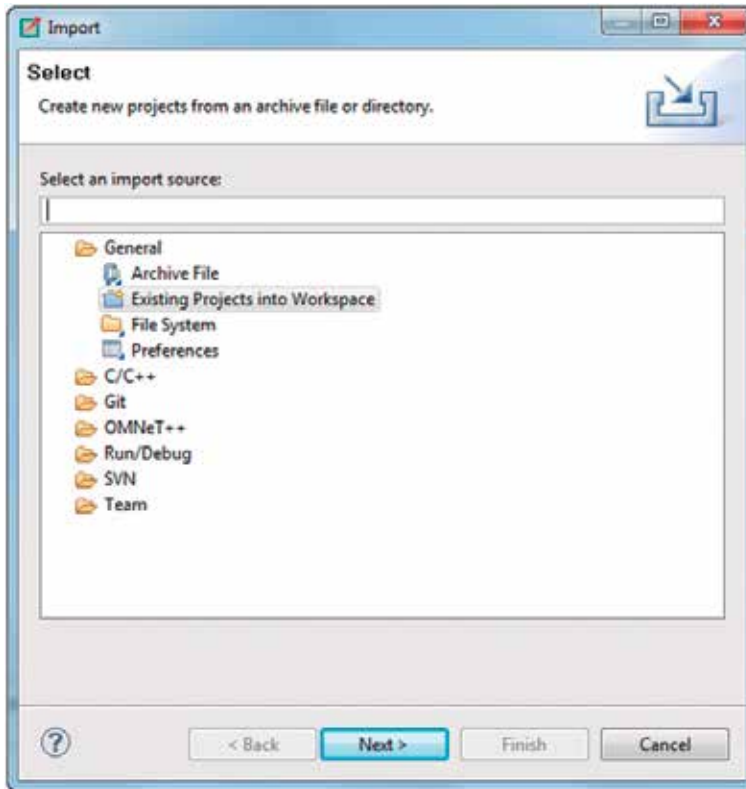 Import
Select
Create new projects from an archive file or directory.
Select an import source:
General
Archive File
Existing Projects into Workspace
File System
Preferences
C/C++
Git
OMNeT++
Run/Debug
SVN
Team
?
< Back Next > Finish Cancel